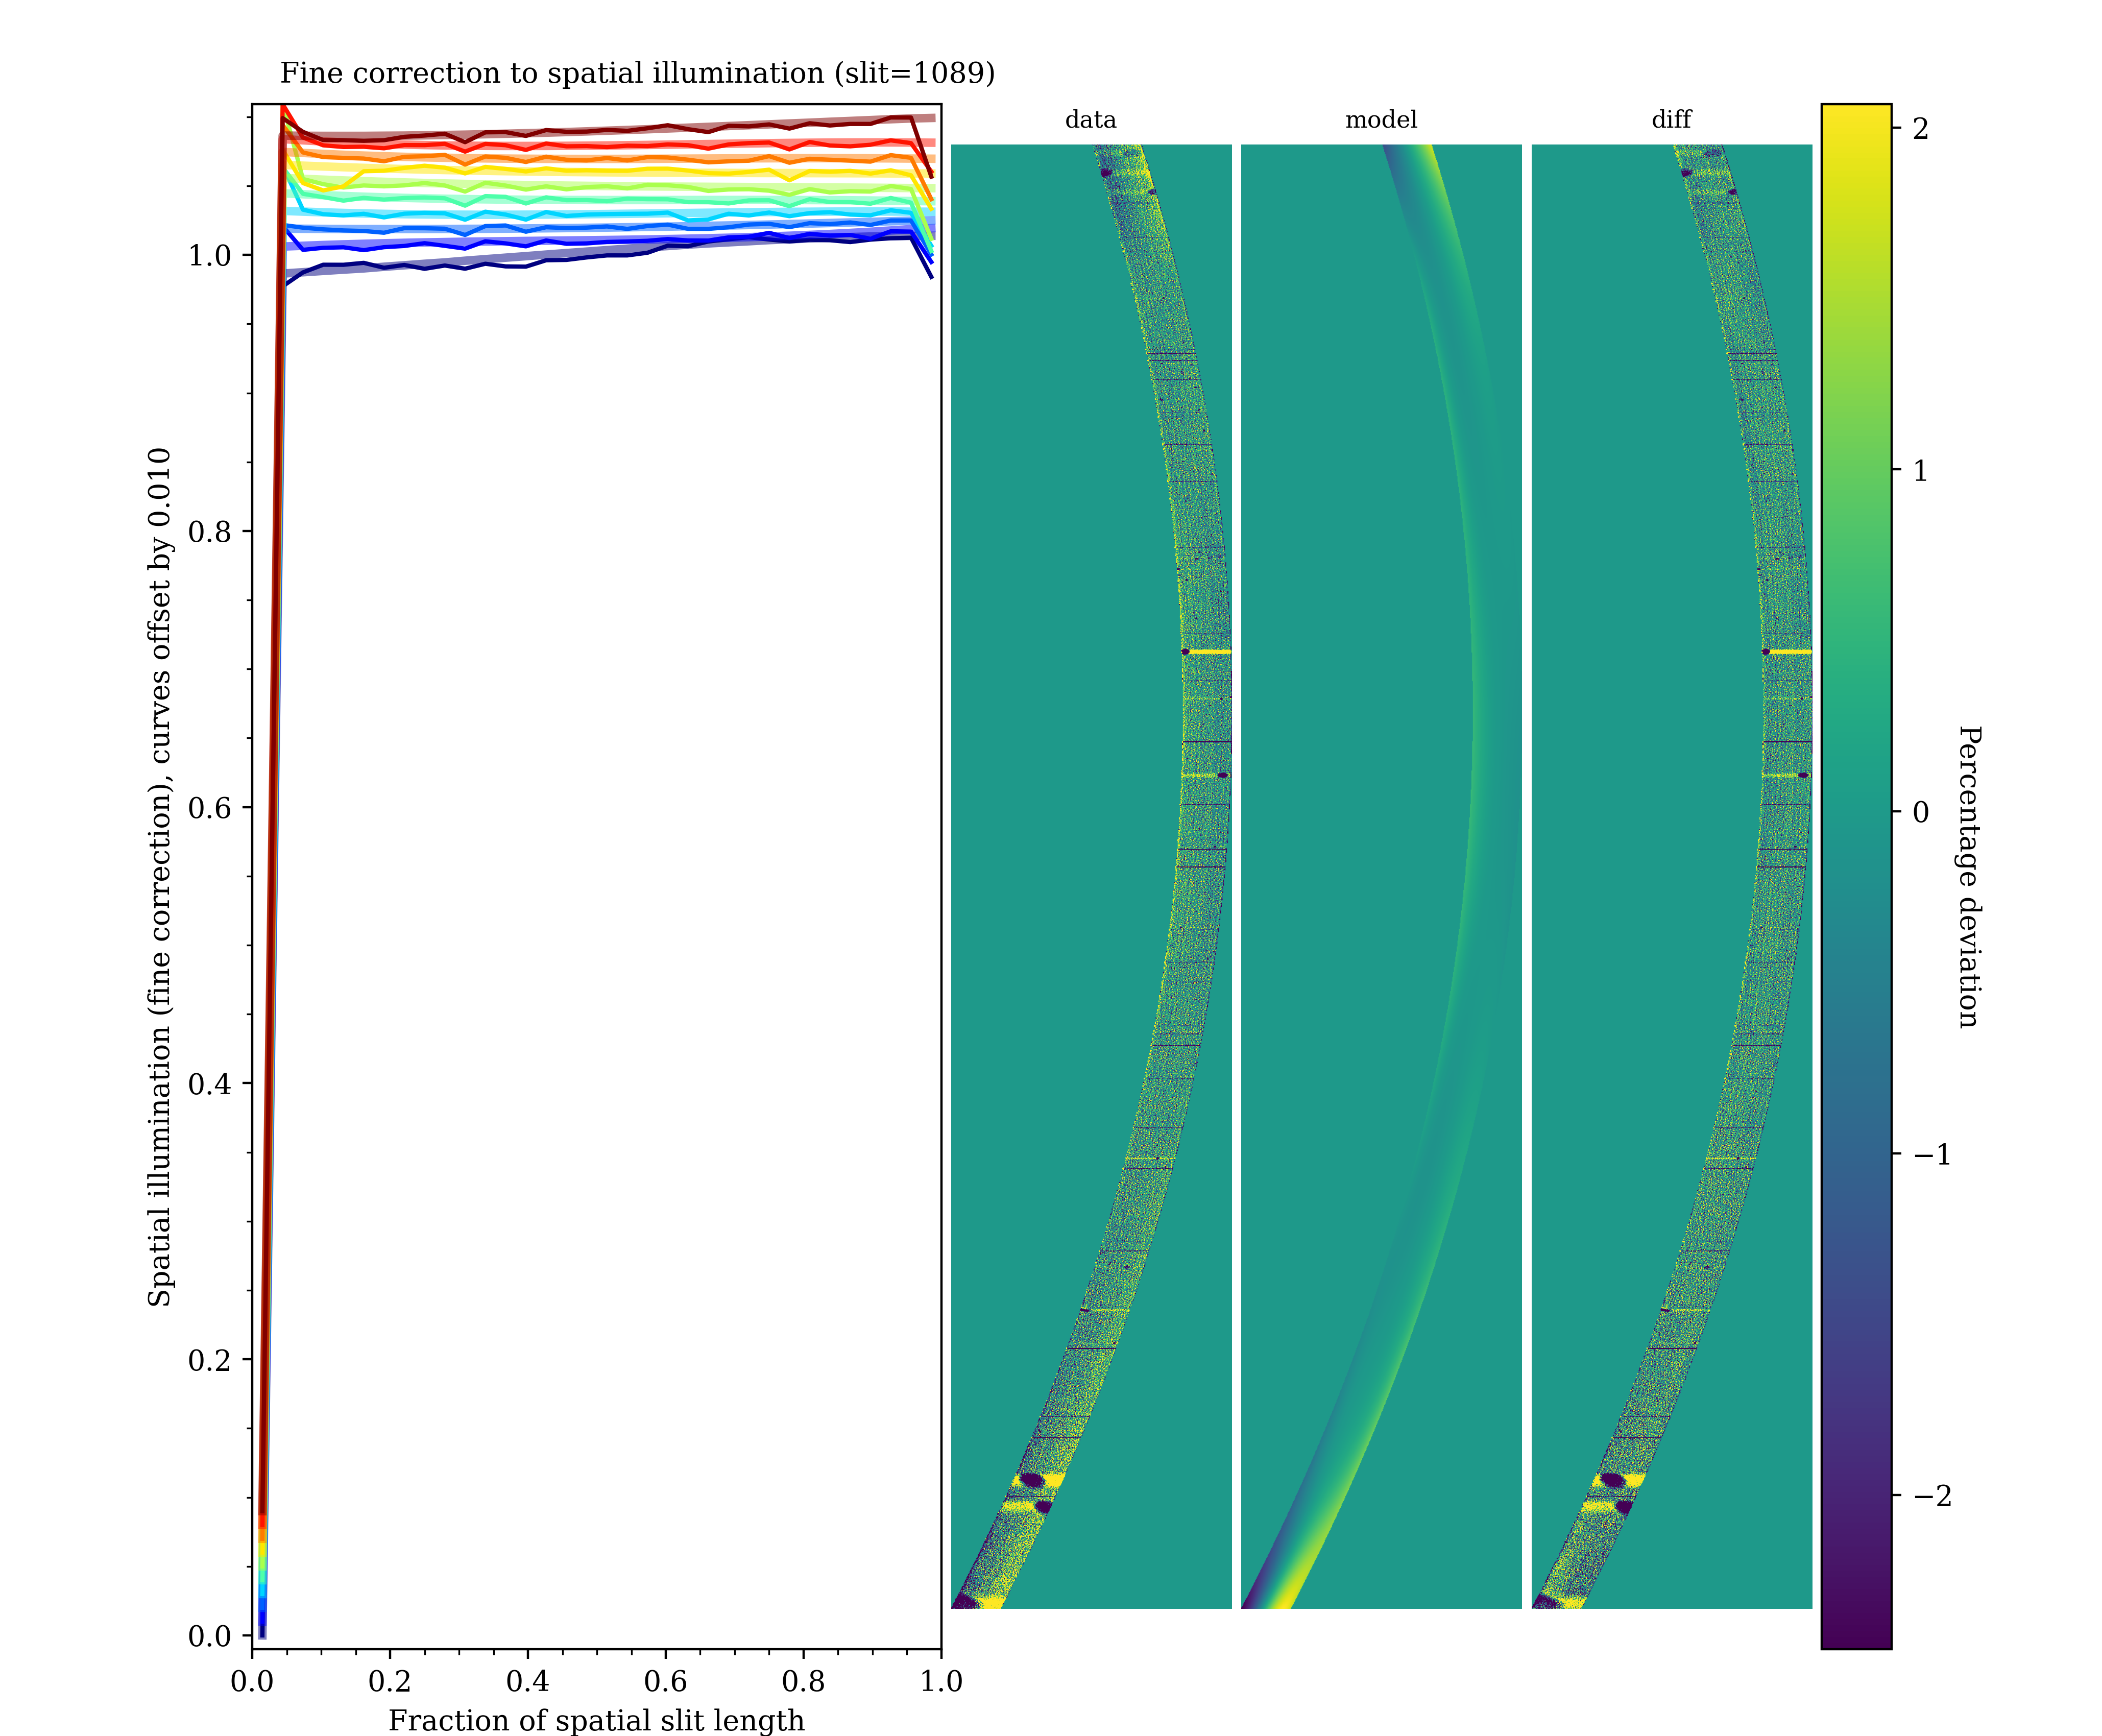 Fine correction to spatial illumination (slit=1089)
data
model
diff
Spatial illumination (fine correction), curves offset by 0.010
1.0
0.8
0.6
0.4
0.2
0.0
0.0 0.2 0.4 0.6 0.8 1.0
Fraction of spatial slit length
2
1
0
−1
−2
Percentage deviation